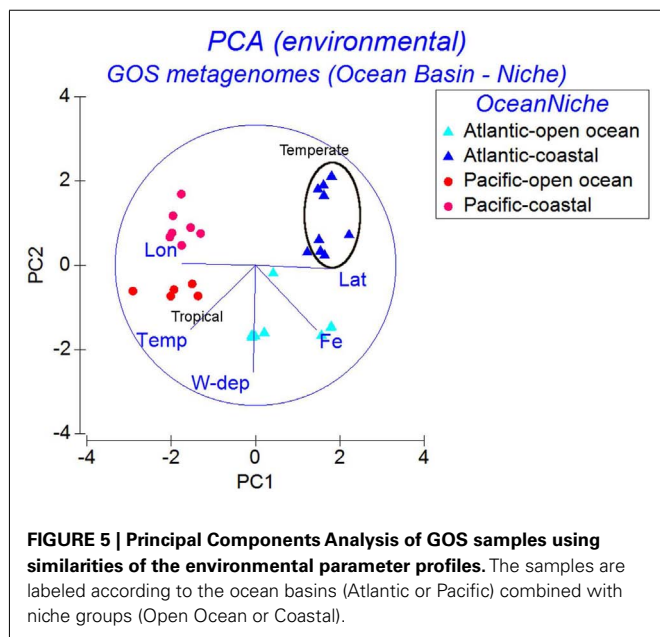 PCA (environmental)
GOS metagenomes (Ocean Basin - Niche)
OceanNiche
Atlantic-open ocean
Atlantic-coastal
Pacific-open ocean
Pacific-coastal
4
2
0
-2
-4
PC2
Temperate
Lon
Lat
Tropical
Temp
Fe
W-dep
-4
-2
0
2
4
PC1
FIGURE 5 | Principal Components Analysis of GOS samples using
similarities of the environmental parameter profiles. The samples are
labeled according to the ocean basins (Atlantic or Pacific) combined with
niche groups (Open Ocean or Coastal).